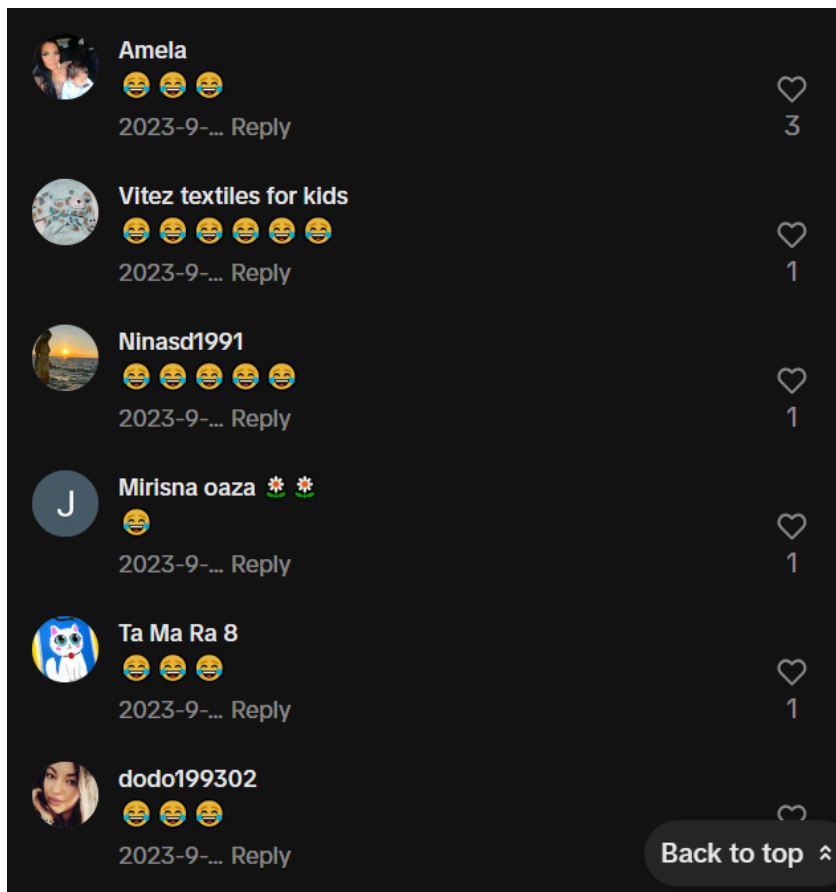 Amela
😂😂😂
2023-9-... Reply
3
Vitez textiles for kids
😂😂😂😂😂😂
2023-9-... Reply
1
Ninasd1991
😂😂😂😂😂
2023-9-... Reply
1
J
Mirisna oaza 🌼🌼
😂
2023-9-... Reply
1
Ta Ma Ra 8
😂😂😂
2023-9-... Reply
1
dodo199302
😂😂😂
2023-9-... Reply
Back to top